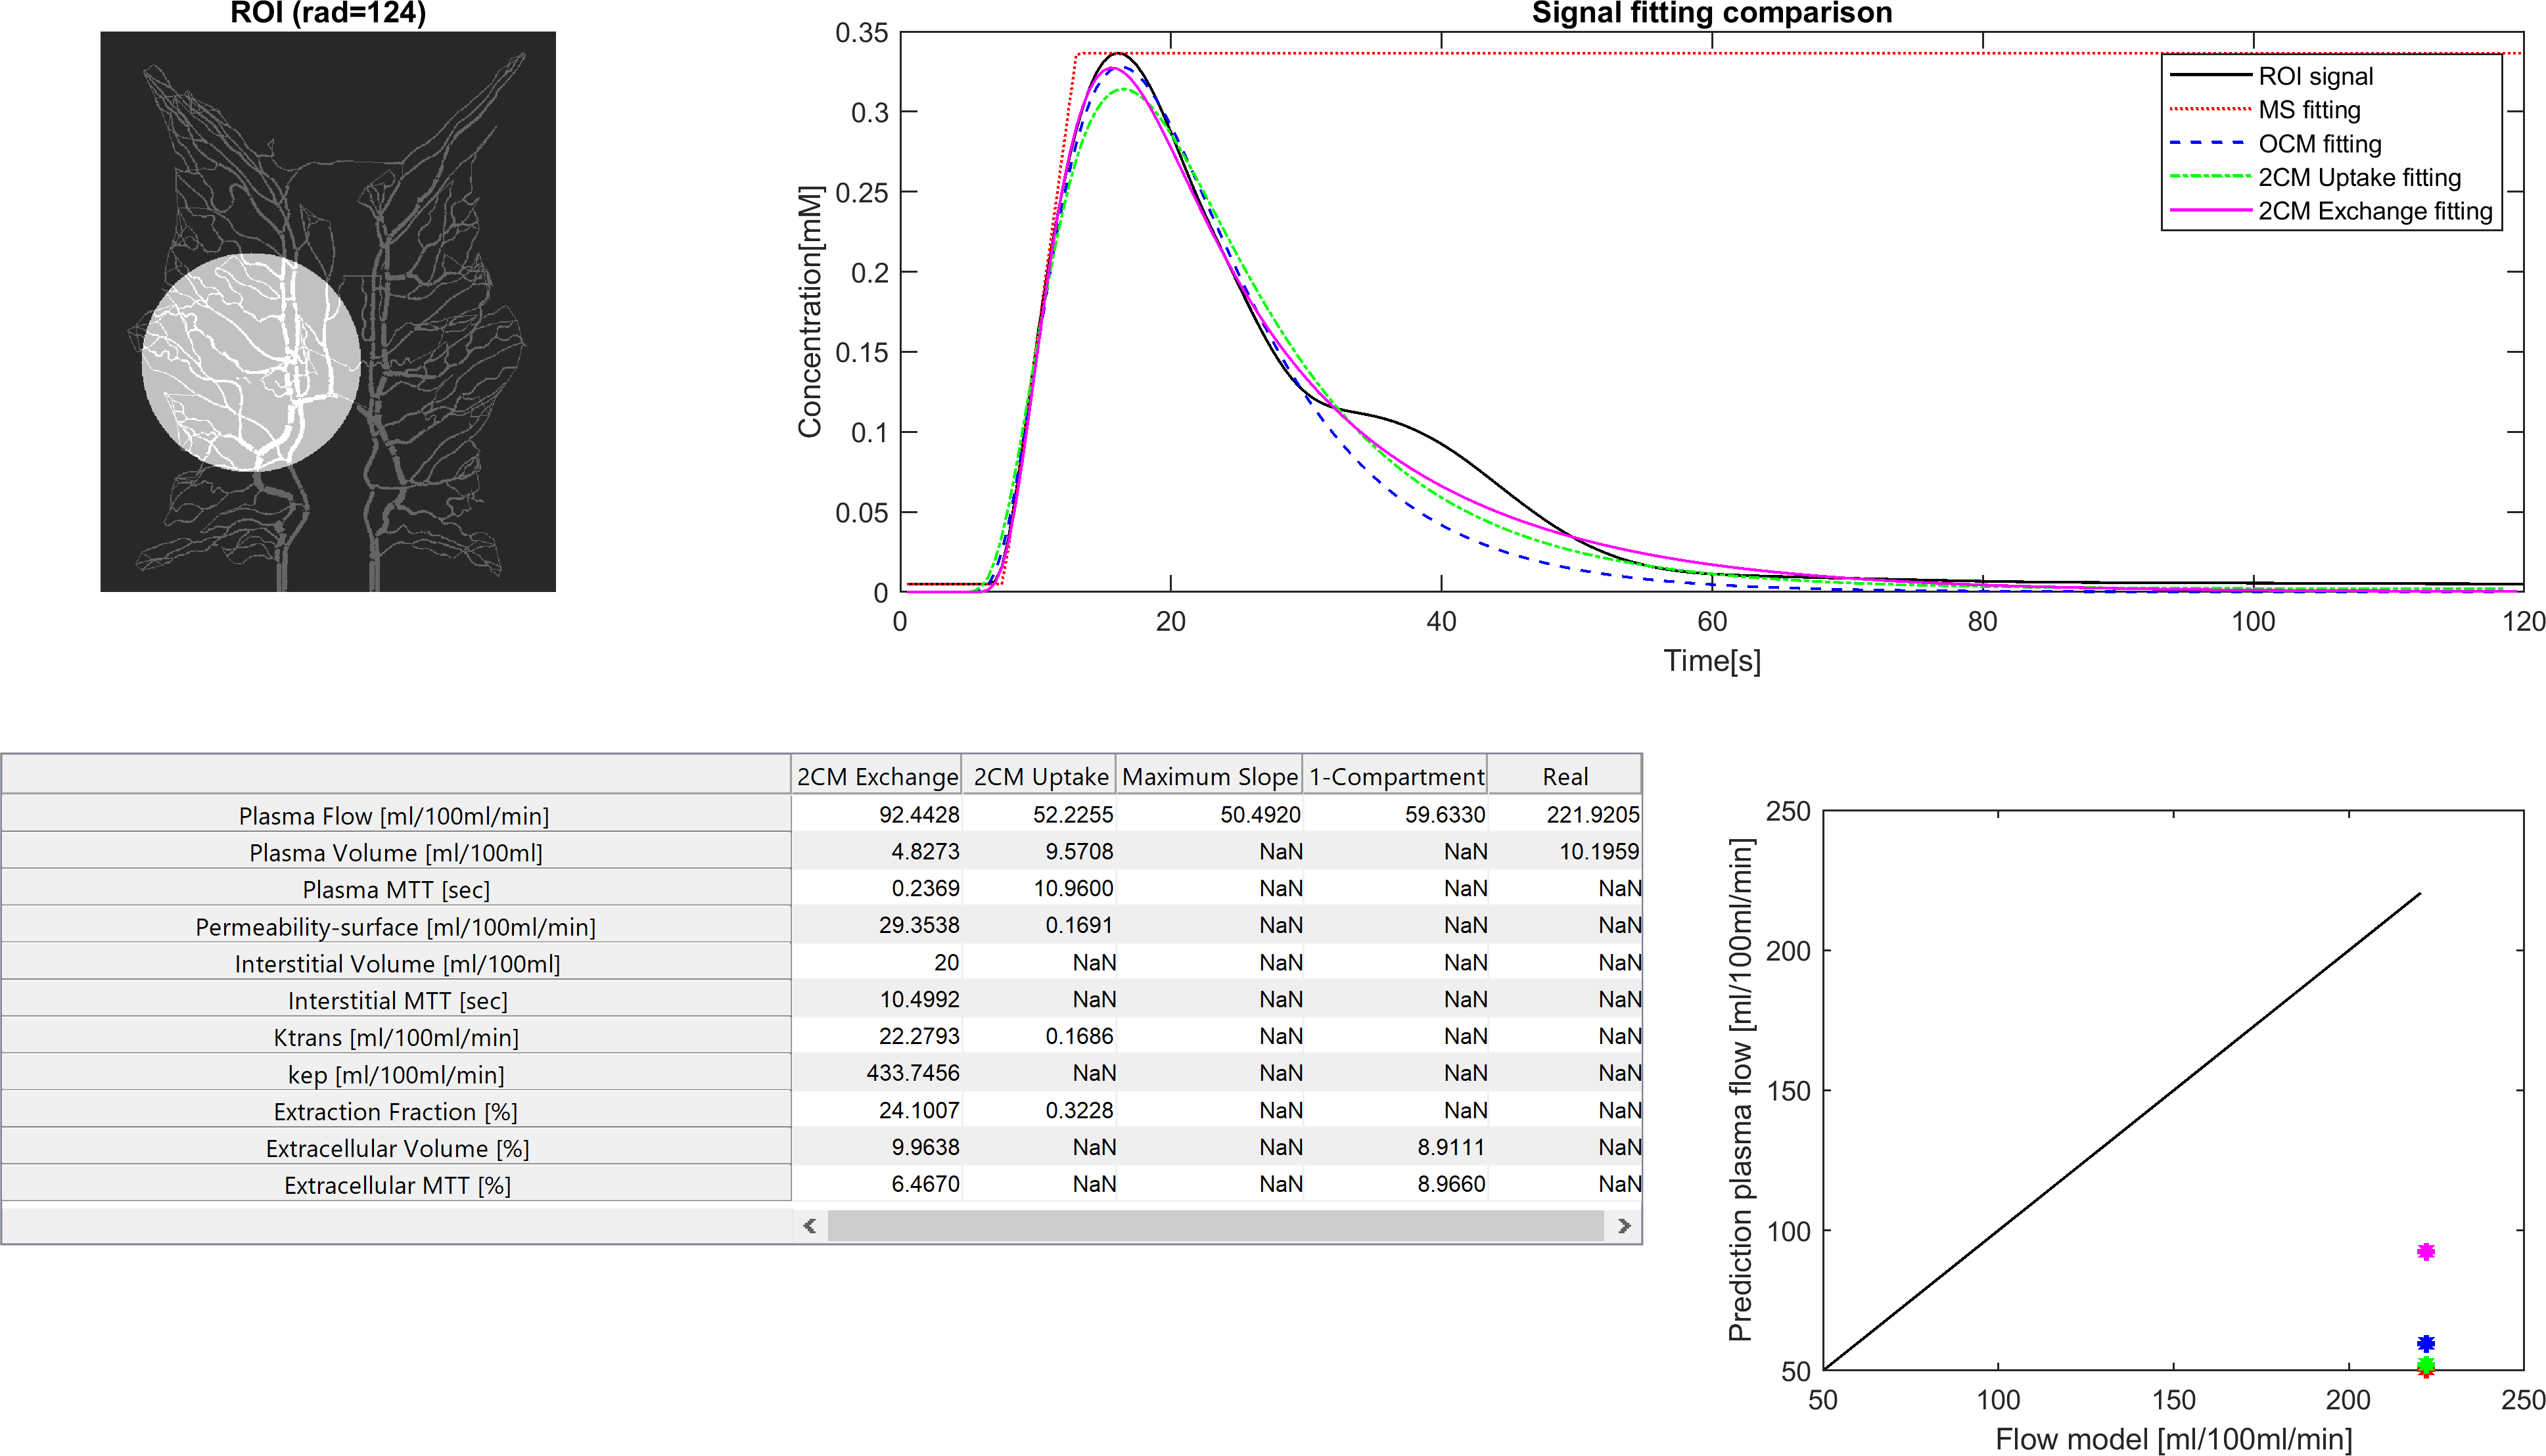 ROI (rad=124)
Signal fitting comparison
0.35
0.3
0.25
0.2
0.15
0.1
0.05
0
Concentration[mM]
0 20 40 60 80 100 120
Time[s]
ROI signal
MS fitting
OCM fitting
2CM Uptake fitting
2CM Exchange fitting
2CM Exchange 2CM Uptake Maximum Slope 1-Compartment Real
Plasma Flow [ml/100ml/min] 92.4428 52.2255 50.4920 59.6330 221.9205
Plasma Volume [ml/100ml] 4.8273 9.5708 NaN NaN 10.1959
Plasma MTT [sec] 0.2369 10.9600 NaN NaN NaN
Permeability-surface [ml/100ml/min] 29.3538 0.1691 NaN NaN NaN
Interstitial Volume [ml/100ml] 20 NaN NaN NaN NaN
Interstitial MTT [sec] 10.4992 NaN NaN NaN NaN
Ktrans [ml/100ml/min] 22.2793 0.1686 NaN NaN NaN
kep [ml/100ml/min] 433.7456 NaN NaN NaN NaN
Extraction Fraction [%] 24.1007 0.3228 NaN NaN NaN
Extracellular Volume [%] 9.9638 NaN NaN 8.9111 NaN
Extracellular MTT [%] 6.4670 NaN NaN 8.9660 NaN
250
200
150
100
50
Prediction plasma flow [ml/100ml/min]
50 100 150 200 250
Flow model [ml/100ml/min]